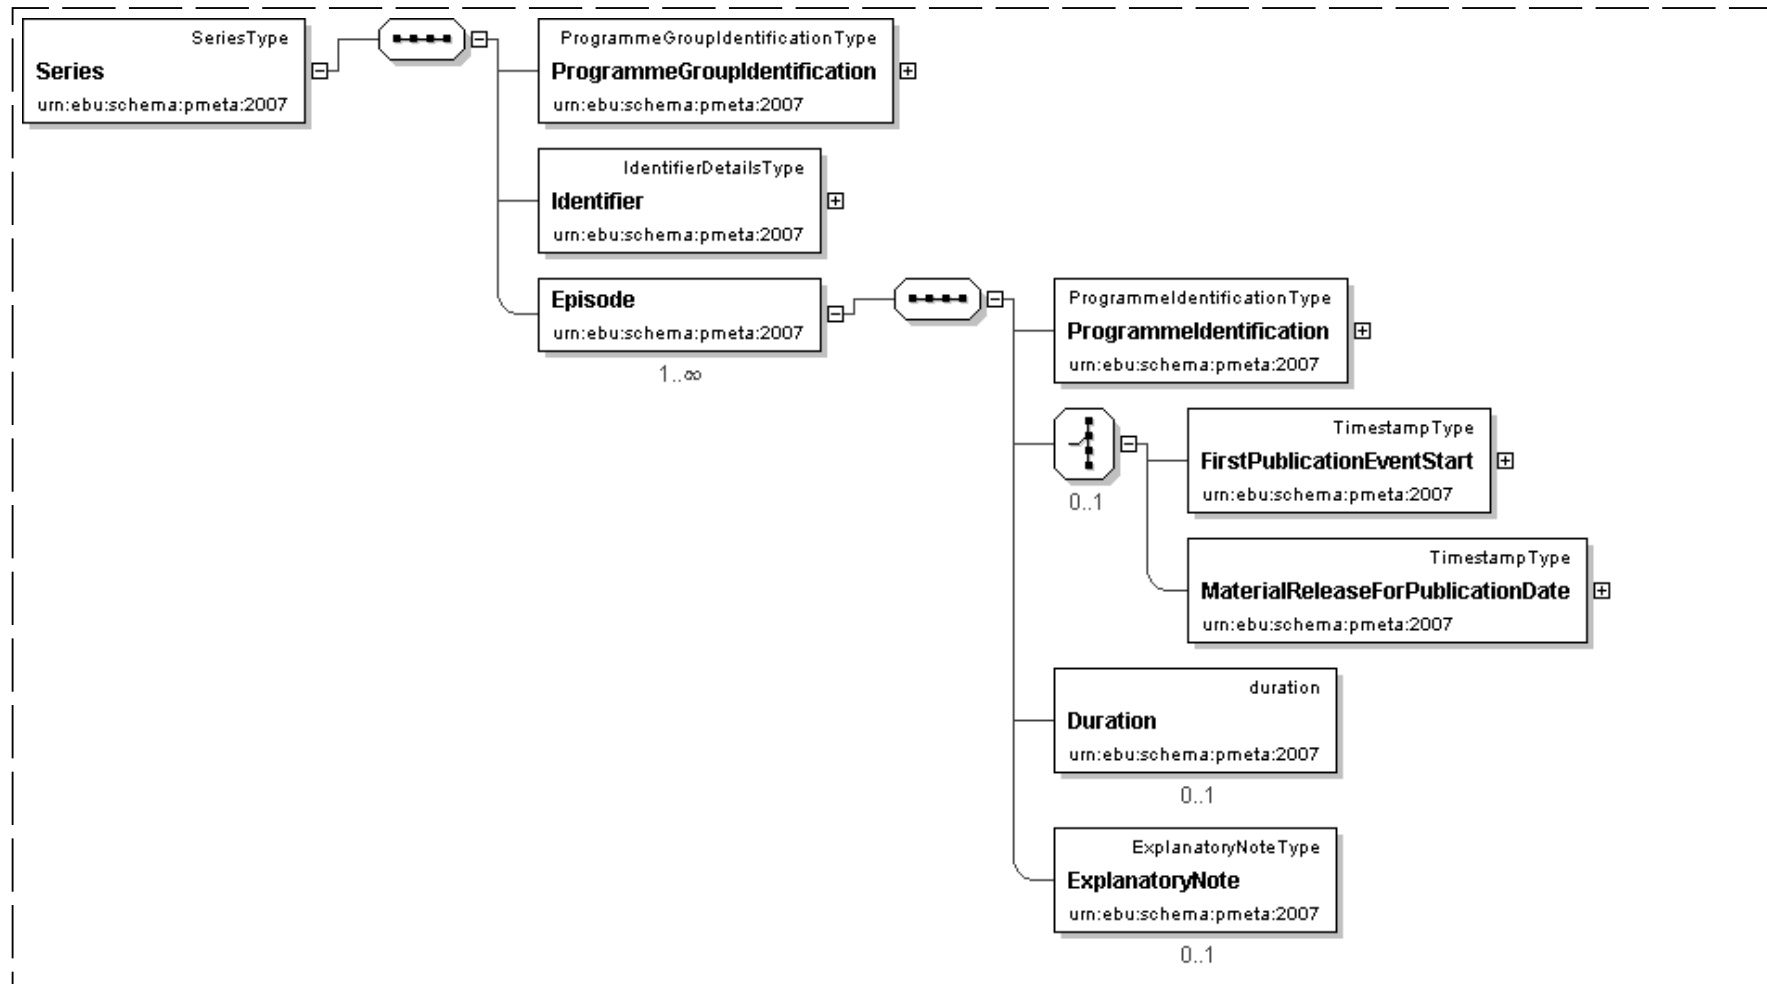 SeriesType
Series
urn:ebu:schema:pmeta:2007
ProgrammeGroupIdentificationType
ProgrammeGroupIdentification
urn:ebu:schema:pmeta:2007
IdentifierDetailsType
Identifier
urn:ebu:schema:pmeta:2007
Episode
urn:ebu:schema:pmeta:2007
1..∞
ProgrammeIdentificationType
ProgrammeIdentification
urn:ebu:schema:pmeta:2007
0..1
TimestampType
FirstPublicationEventStart
urn:ebu:schema:pmeta:2007
TimestampType
MaterialReleaseForPublicationDate
urn:ebu:schema:pmeta:2007
duration
Duration
urn:ebu:schema:pmeta:2007
0..1
ExplanatoryNoteType
ExplanatoryNote
urn:ebu:schema:pmeta:2007
0..1